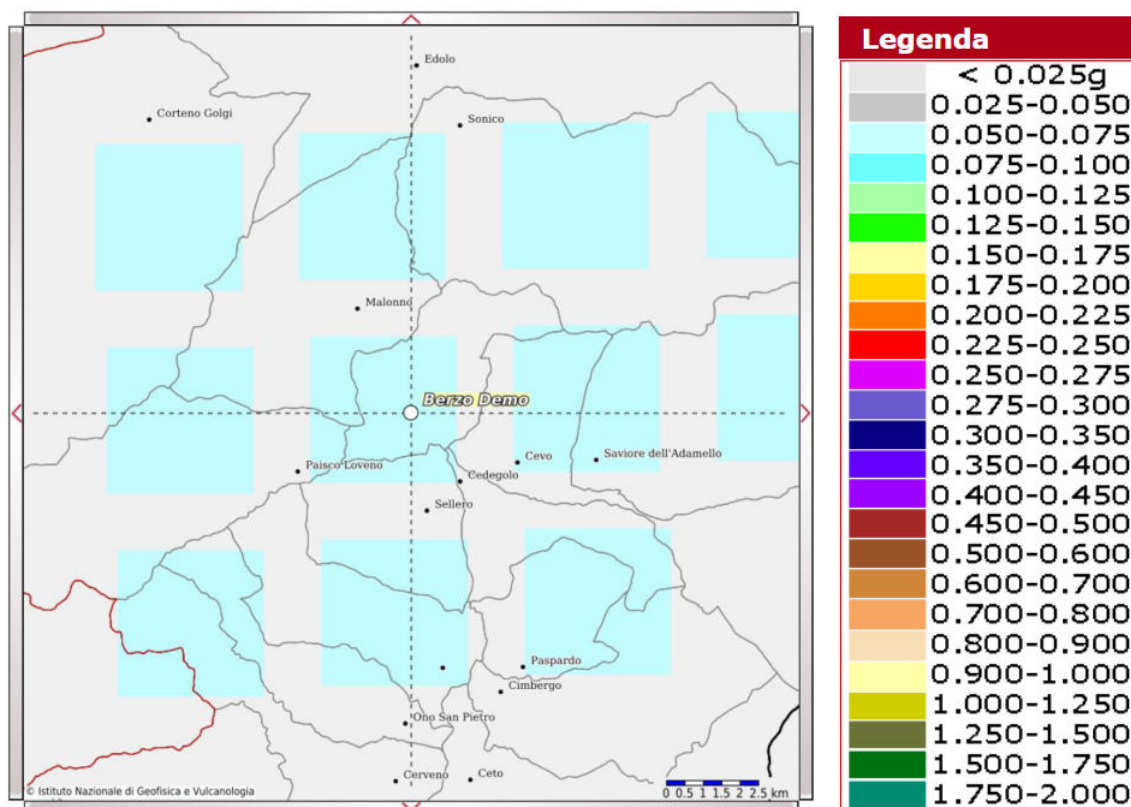 Edolo
Corteno Golgi
Sonico
Malonno
Berzo Demo
Paisco Loveno
Cevo
Saviore dell'Adamello
Cedegolo
Sellero
Paspardo
Cimbergo
Ono San Pietro
Cerveno
Ceto
© Istituto Nazionale di Geofisica e Vulcanologia
0 0.5 1 1.5 2 2.5 km
Legenda
< 0.025g
0.025-0.050
0.050-0.075
0.075-0.100
0.100-0.125
0.125-0.150
0.150-0.175
0.175-0.200
0.200-0.225
0.225-0.250
0.250-0.275
0.275-0.300
0.300-0.350
0.350-0.400
0.400-0.450
0.450-0.500
0.500-0.600
0.600-0.700
0.700-0.800
0.800-0.900
0.900-1.000
1.000-1.250
1.250-1.500
1.500-1.750
1.750-2.000